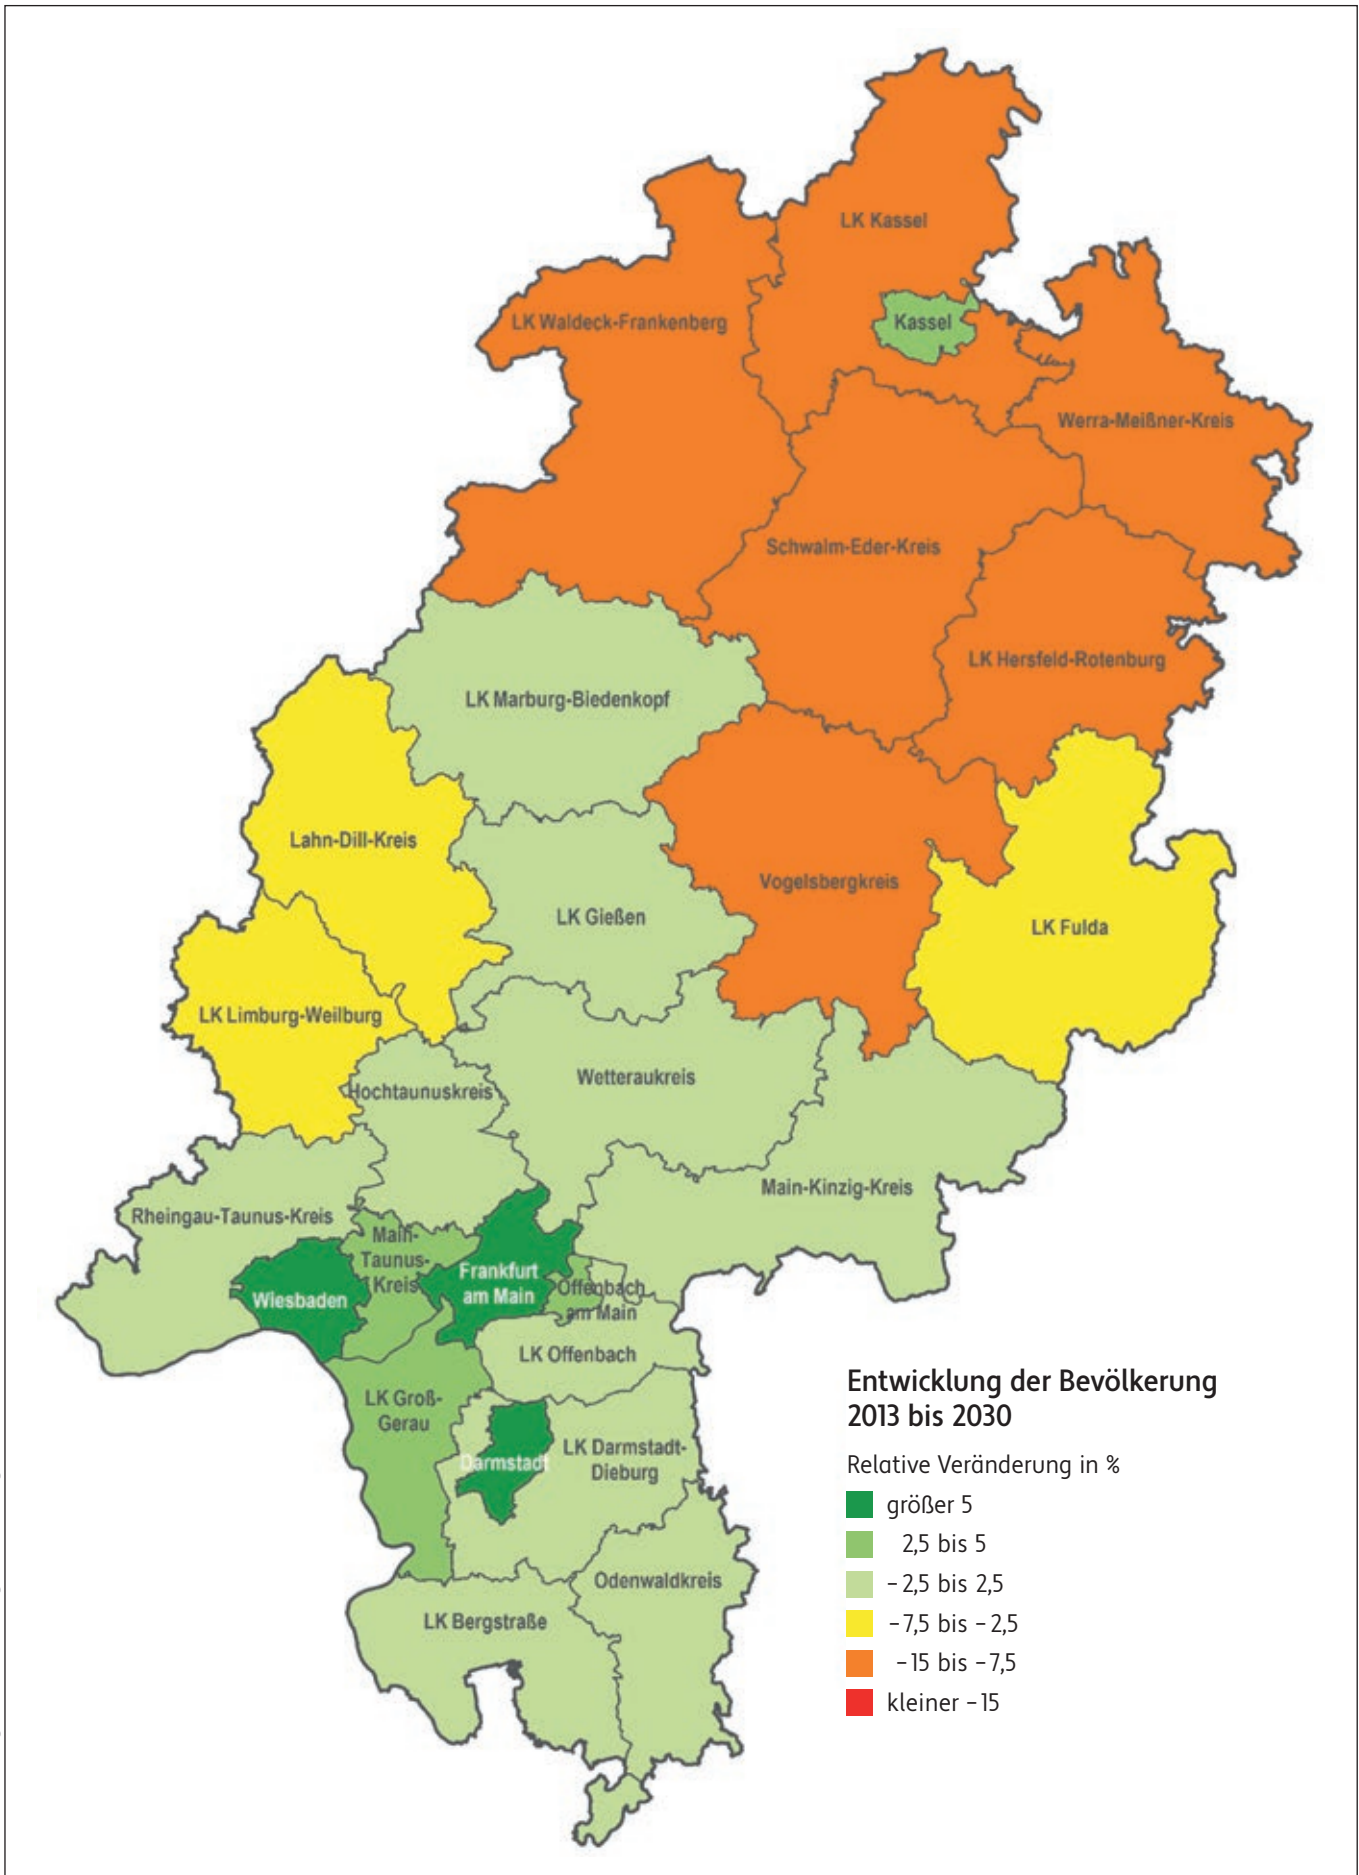 LK Kassel
Kassel
LK Waldeck-Frankenberg
Werra-Meißner-Kreis
Schwalm-Eder-Kreis
LK Hersfeld-Rotenburg
LK Marburg-Biedenkopf
Lahn-Dill-Kreis
Vogelsbergkreis
LK Gießen
LK Fulda
LK Limburg-Weilburg
Wetteraukreis
Hochtaunuskreis
Main-Kinzig-Kreis
Rheingau-Taunus-Kreis
Main-
Taunus-
Kreis
Frankfurt
am Main
Wiesbaden
Offenbach
am Main
LK Offenbach
LK Groß-
Gerau
LK Darmstadt-
Dieburg
Darmstadt
Odenwaldkreis
LK Bergstraße
Entwicklung der Bevölkerung
2013 bis 2030
Relative Veränderung in %
größer 5
2,5 bis 5
– 2,5 bis 2,5
– 7,5 bis – 2,5
– 15 bis – 7,5
kleiner – 15